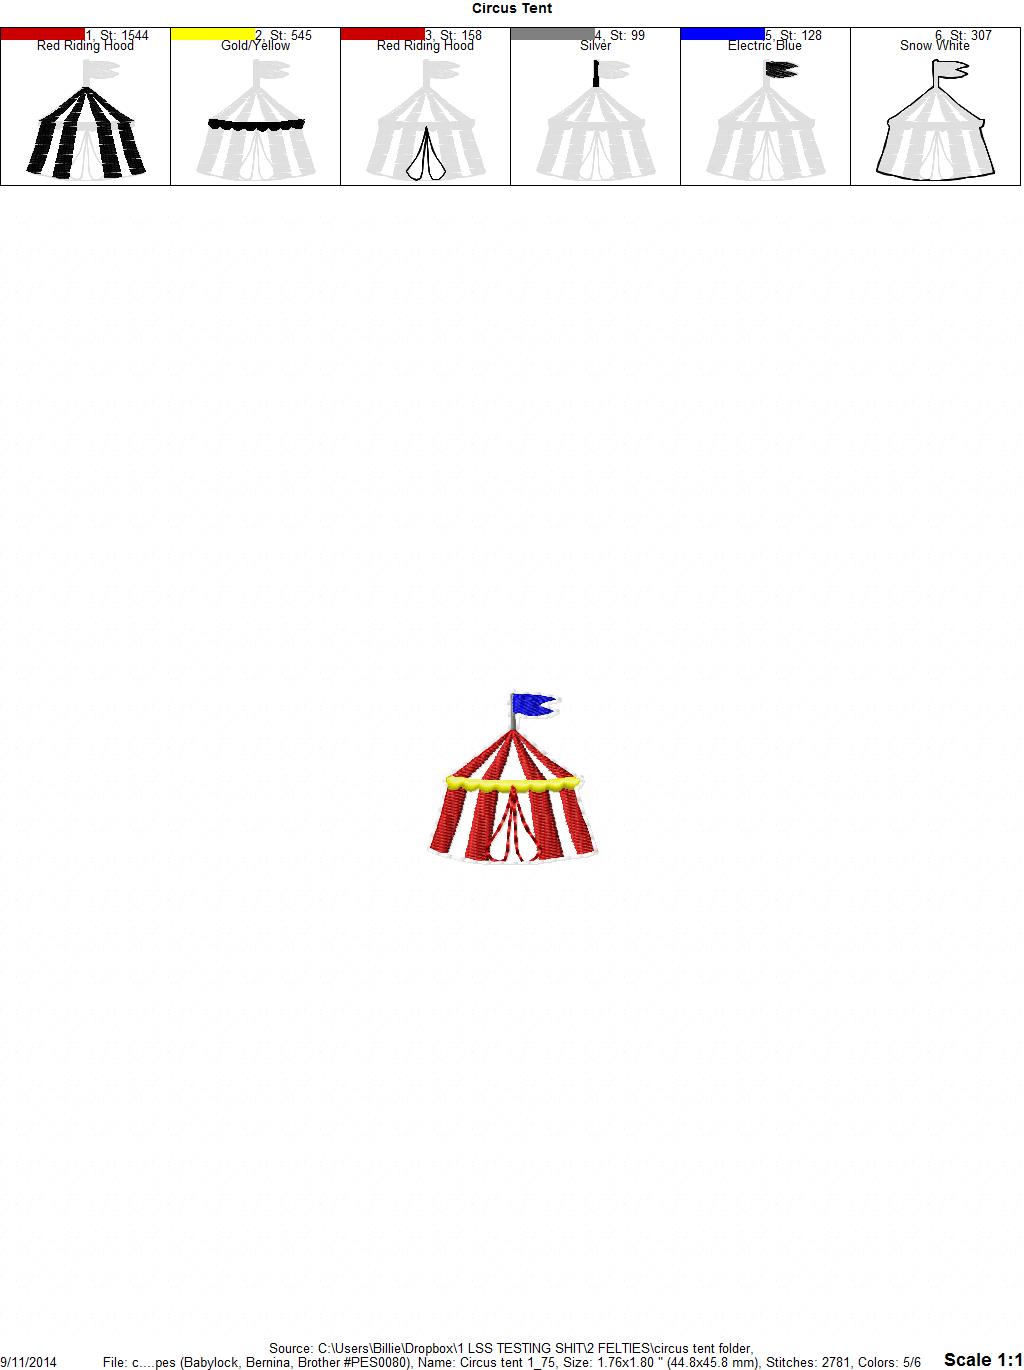 Circus Tent
1, St: 1544
Red Riding Hood
2, St: 545
Gold/Yellow
3, St: 158
Red Riding Hood
4, St: 99
Silver
5, St: 128
Electric Blue
6, St: 307
Snow White
Source: C:\Users\Billie\Dropbox\1 LSS TESTING SHIT\2 FELTIES\circus tent folder,
9/11/2014 File: c....pes (Babylock, Bernina, Brother #PES0080), Name: Circus tent 1_75, Size: 1.76x1.80 " (44.8x45.8 mm), Stitches: 2781, Colors: 5/6 Scale 1:1